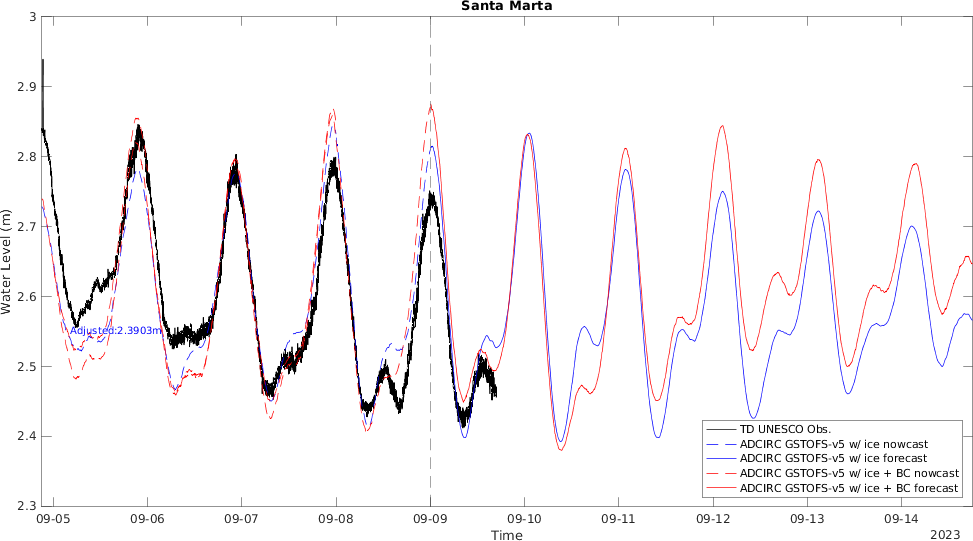 Santa Marta
Water Level (m)
3
2.9
2.8
2.7
2.6
2.5
2.4
2.3
Adjusted:2.3903m
TD UNESCO Obs.
ADCIRC GSTOFS-v5 w/ ice nowcast
ADCIRC GSTOFS-v5 w/ ice forecast
ADCIRC GSTOFS-v5 w/ ice + BC nowcast
ADCIRC GSTOFS-v5 w/ ice + BC forecast
09-05 09-06 09-07 09-08 09-09 09-10 09-11 09-12 09-13 09-14
Time
2023